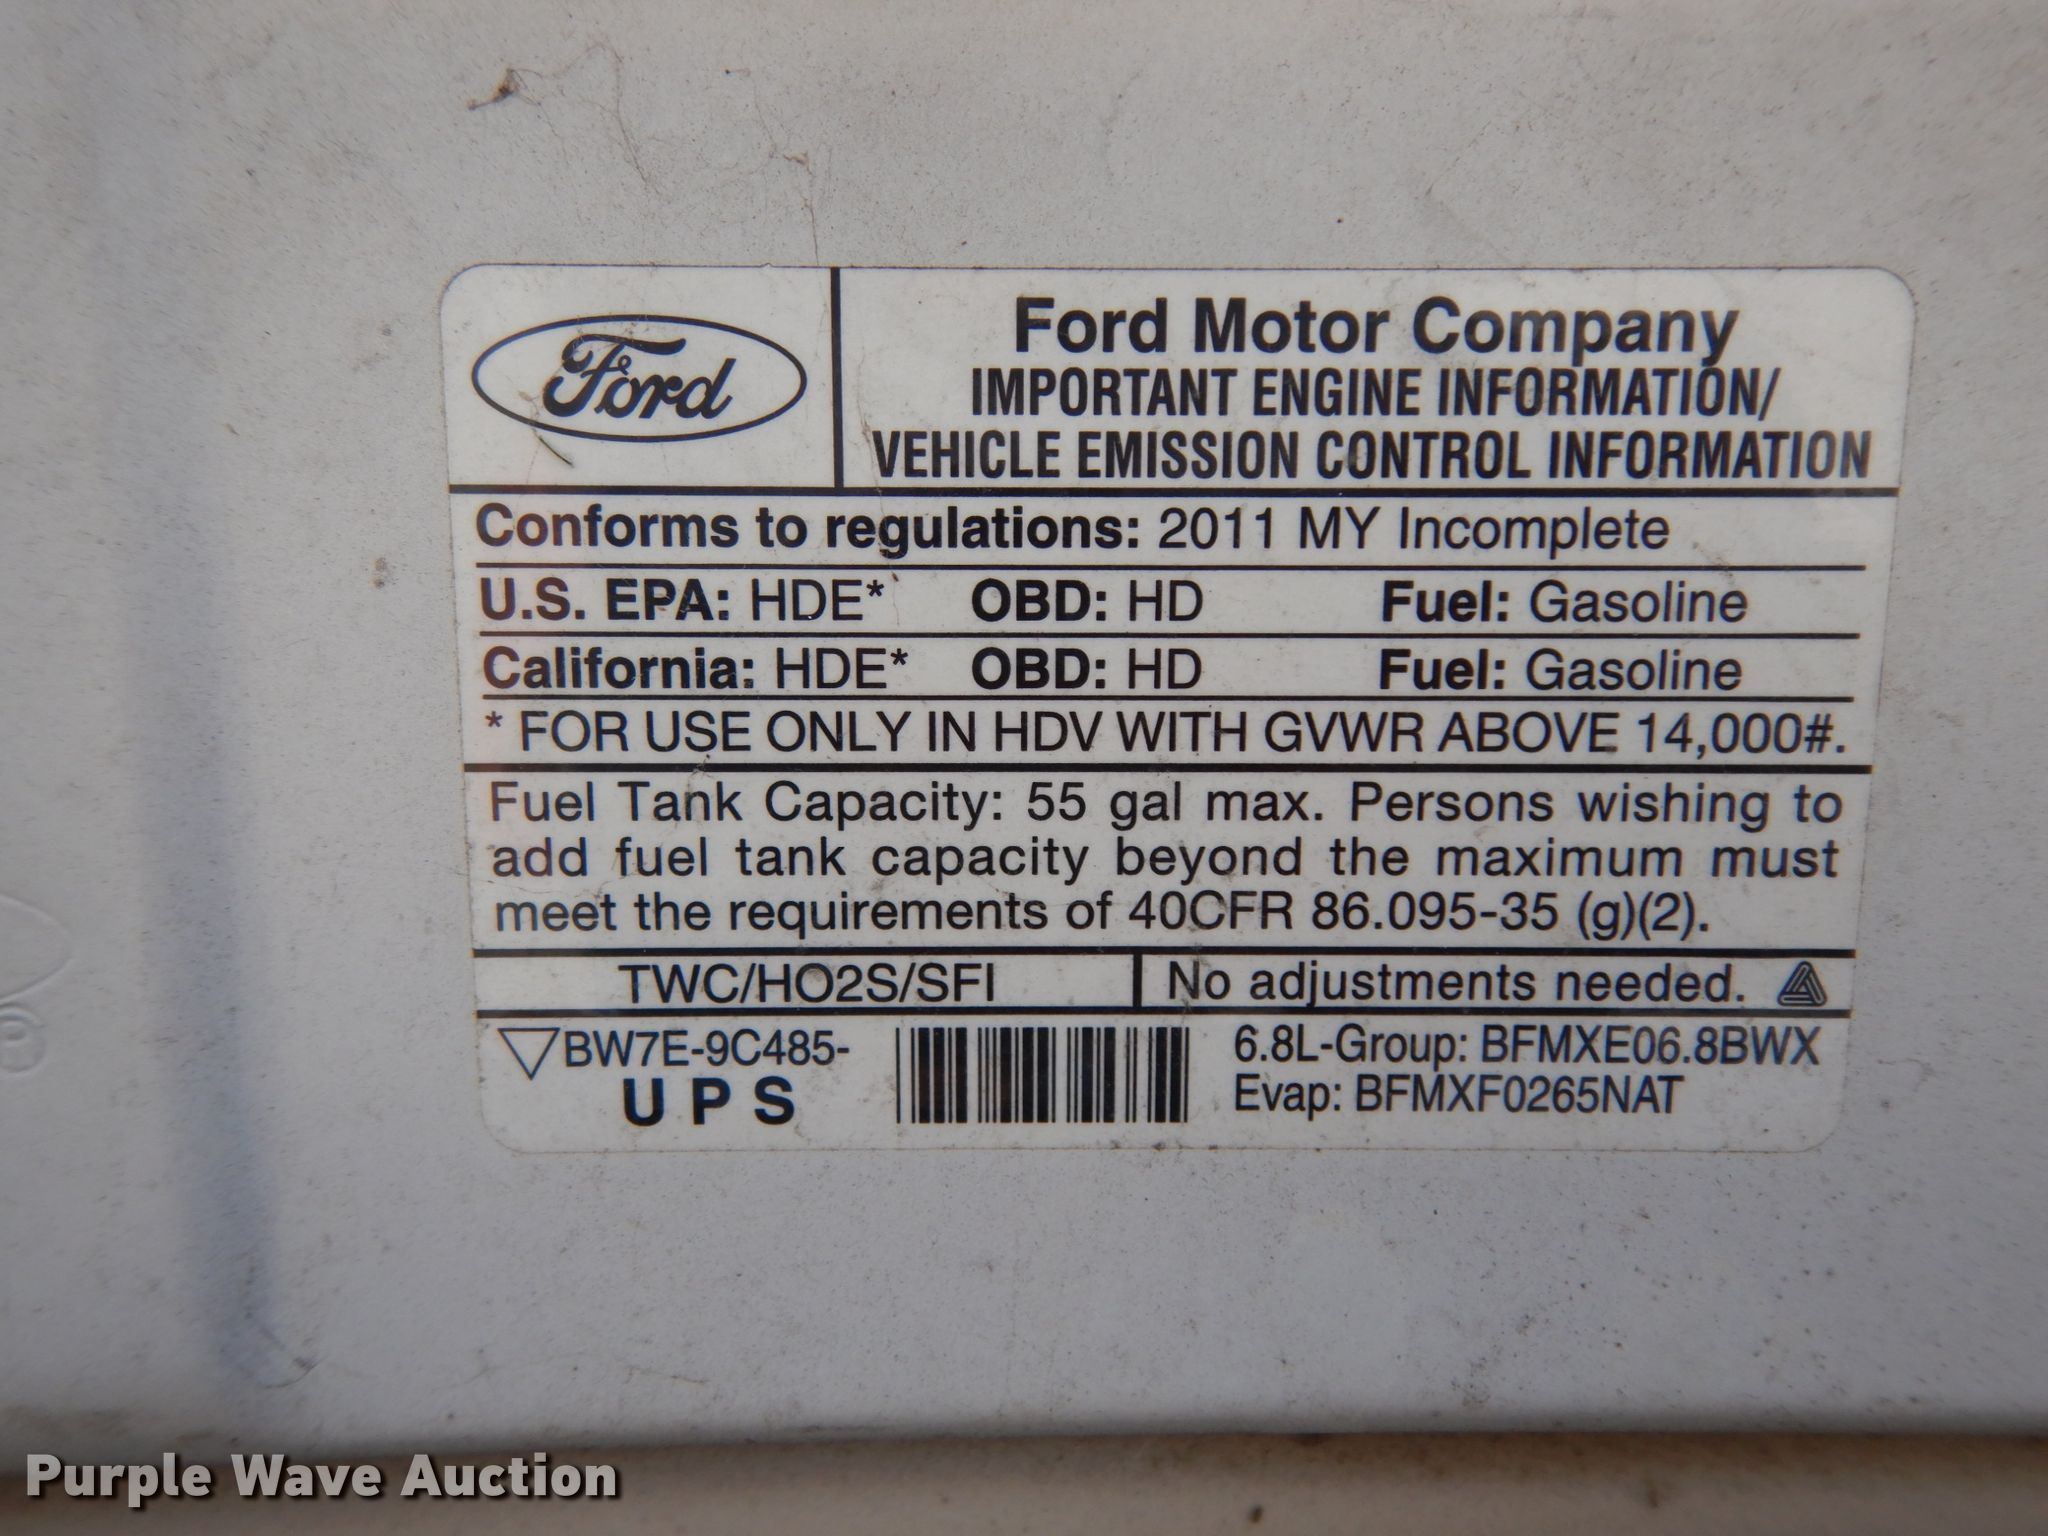 Ford
Ford Motor Company
IMPORTANT ENGINE INFORMATION/
VEHICLE EMISSION CONTROL INFORMATION
Conforms to regulations: 2011 MY Incomplete
U.S. EPA: HDE* OBD: HD Fuel: Gasoline
California: HDE* OBD: HD Fuel: Gasoline
* FOR USE ONLY IN HDV WITH GVWR ABOVE 14,000#.
Fuel Tank Capacity: 55 gal max. Persons wishing to
add fuel tank capacity beyond the maximum must
meet the requirements of 40CFR 86.095-35 (g)(2).
TWC/HO2S/SFI No adjustments needed.
BW7E-9C485-
U P S
6.8L-Group: BFMXE06.8BWX
Evap: BFMXF0265NAT
Purple Wave Auction